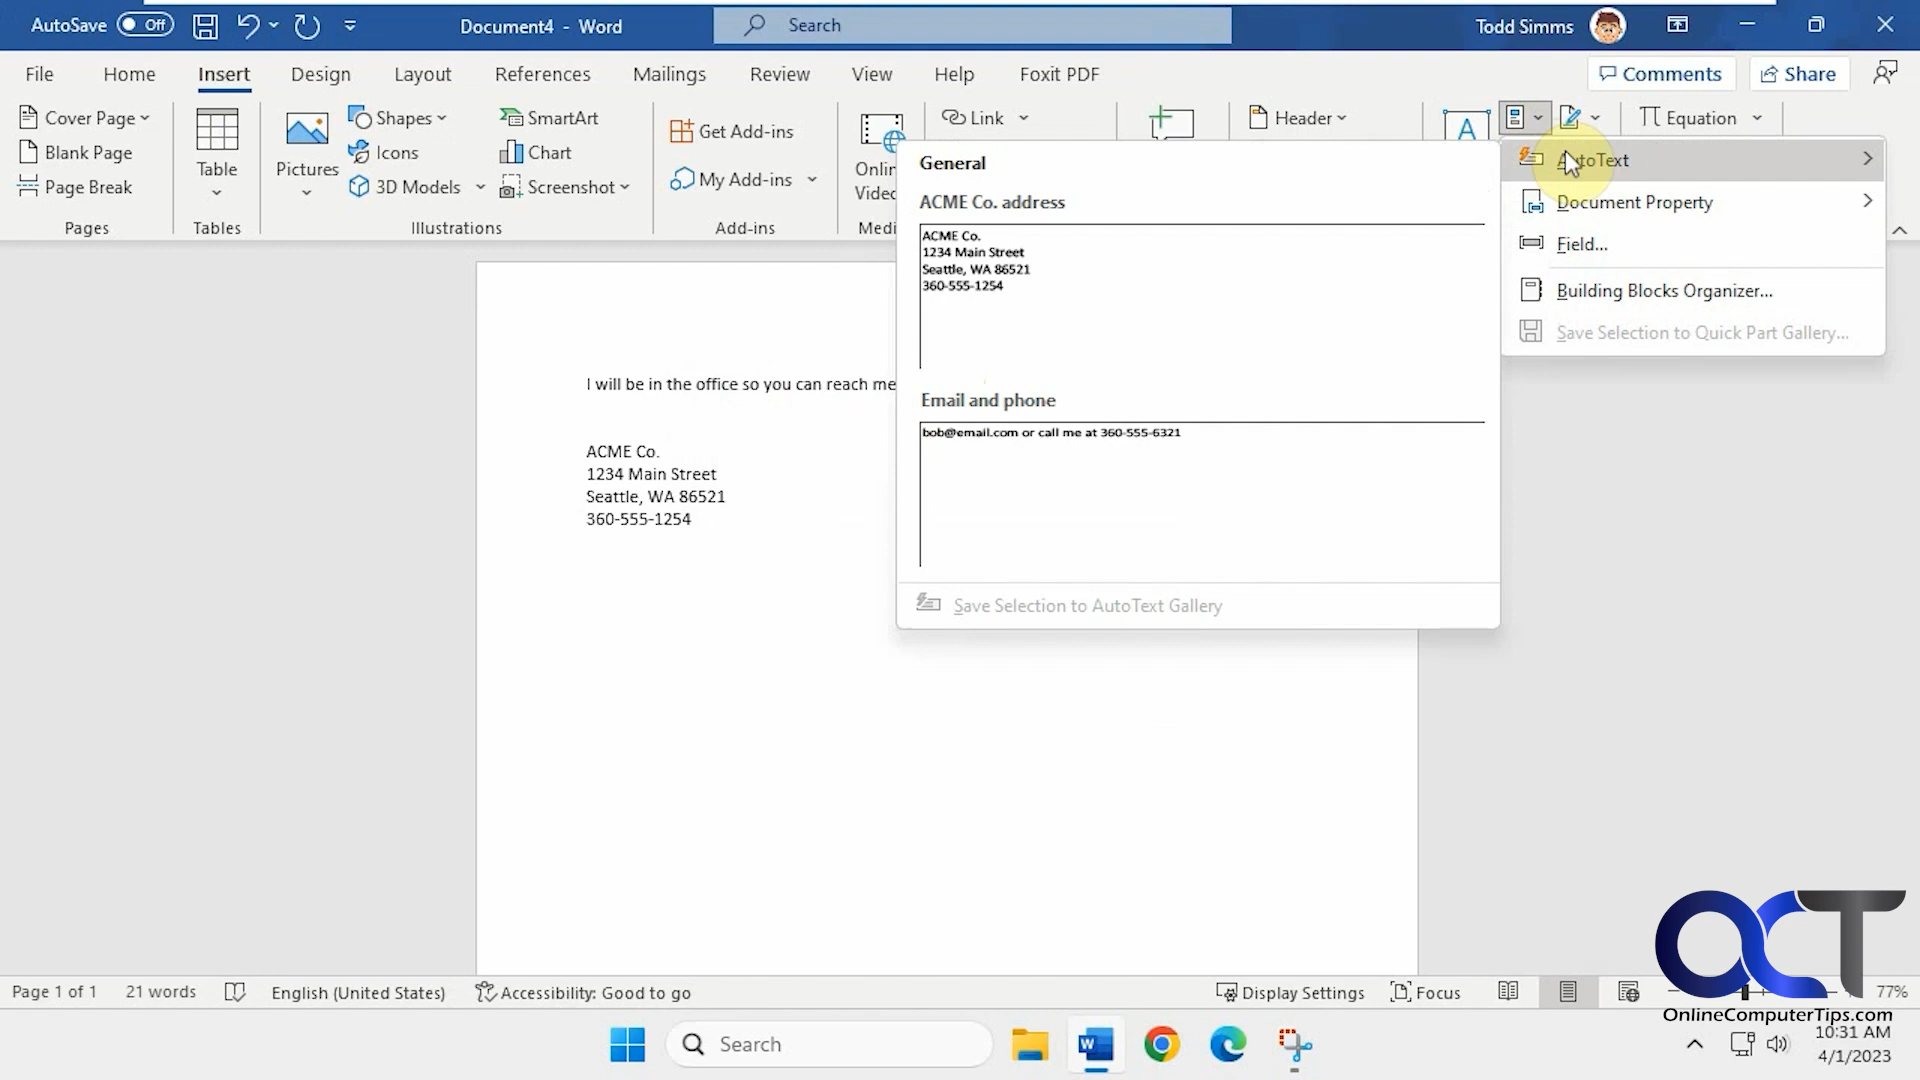 AutoSave Off
Document4 - Word
Search
Todd Simms
File Home Insert Design Layout References Mailings Review View Help Foxit PDF
Comments Share
Cover Page
Blank Page
Page Break
Pages
Table
Tables
Pictures
Shapes
Icons
3D Models
SmartArt
Chart
Screenshot
Illustrations
Get Add-ins
My Add-ins
Add-ins
Link
Header
A
Equation
AutoText
Document Property
Field...
Building Blocks Organizer...
Save Selection to Quick Part Gallery...
General
ACME Co. address
ACME Co.
1234 Main Street
Seattle, WA 86521
360-555-1254
Email and phone
bob@email.com or call me at 360-555-6321
Save Selection to AutoText Gallery
I will be in the office so you can reach me
ACME Co.
1234 Main Street
Seattle, WA 86521
360-555-1254
Page 1 of 1 21 words English (United States) Accessibility: Good to go
Display Settings Focus 77%
OCT
OnlineComputerTips.com
Search
W
10:31 AM
4/1/2023